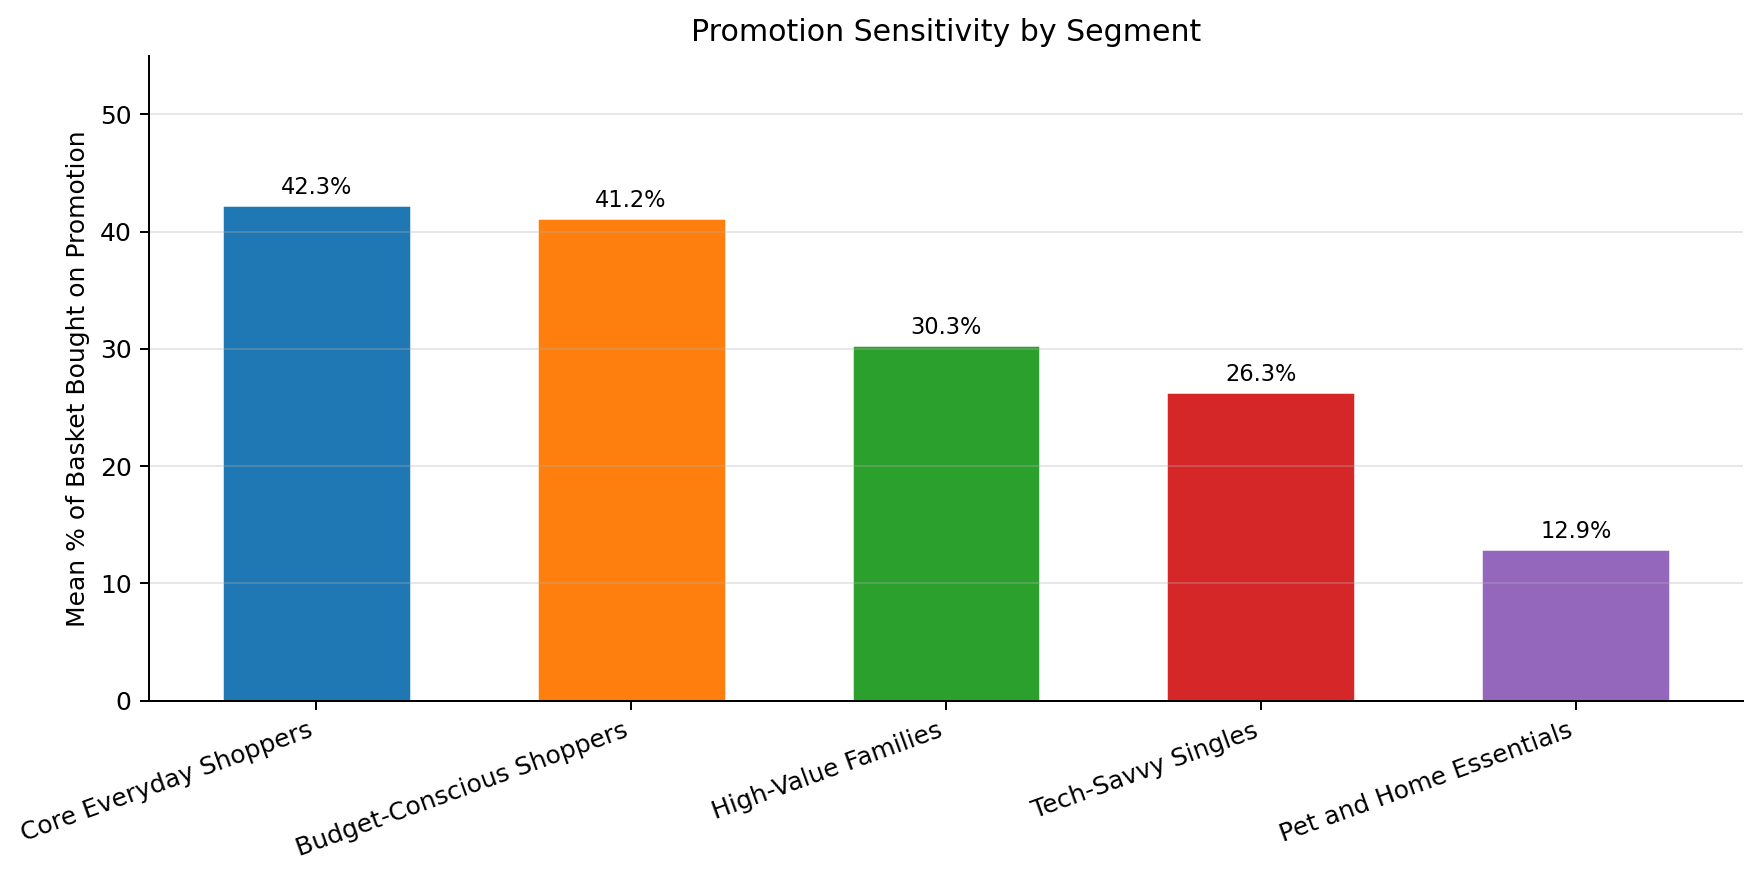 Promotion Sensitivity by Segment
Mean % of Basket Bought on Promotion
50
40
30
20
10
0
42.3%
41.2%
30.3%
26.3%
12.9%
Core Everyday Shoppers
Budget-Conscious Shoppers
High-Value Families
Tech-Savvy Singles
Pet and Home Essentials